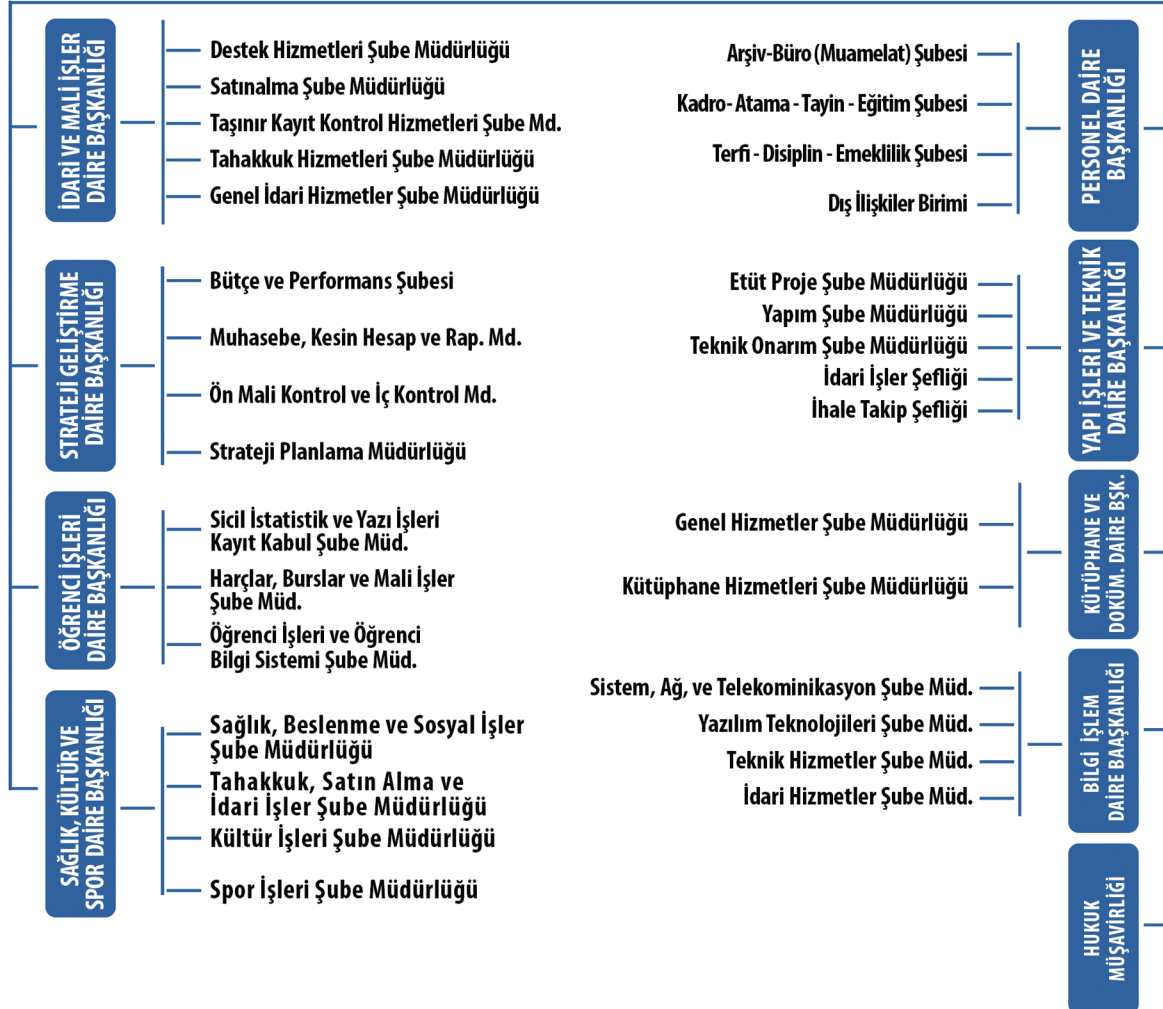 İDARİ VE MALİ İŞLER
DAİRE BAŞKANLIĞI
Destek Hizmetleri Şube Müdürlüğü
Satınalma Şube Müdürlüğü
Taşınır Kayıt Kontrol Hizmetleri Şube Md.
Tahakkuk Hizmetleri Şube Müdürlüğü
Genel İdari Hizmetler Şube Müdürlüğü
STRATEJİ GELİŞTİRME
DAİRE BAŞKANLIĞI
Bütçe ve Performans Şubesi
Muhasebe, Kesin Hesap ve Rap. Md.
Ön Mali Kontrol ve İç Kontrol Md.
Strateji Planlama Müdürlüğü
ÖĞRENCİ İŞLERİ
DAİRE BAŞKANLIĞI
Sicil İstatistik ve Yazı İşleri
Kayıt Kabul Şube Müd.
Harçlar, Burslar ve Mali İşler
Şube Müd.
Öğrenci İşleri ve Öğrenci
Bilgi Sistemi Şube Müd.
SAĞLIK, KÜLTÜR VE
SPOR DAİRE BAŞKANLIĞI
Sağlık, Beslenme ve Sosyal İşler
Şube Müdürlüğü
Tahakkuk, Satın Alma ve
İdari İşler Şube Müdürlüğü
Kültür İşleri Şube Müdürlüğü
Spor İşleri Şube Müdürlüğü
PERSONEL DAİRE
BAŞKANLIĞI
Arşiv-Büro (Muamelat) Şubesi
Kadro- Atama - Tayin - Eğitim Şubesi
Terfi - Disiplin - Emeklilik Şubesi
Dış İlişkiler Birimi
YAPI İŞLERİ VE TEKNİK
DAİRE BAŞKANLIĞI
Etüt Proje Şube Müdürlüğü
Yapım Şube Müdürlüğü
Teknik Onarım Şube Müdürlüğü
İdari İşler Şefliği
İhale Takip Şefliği
KÜTÜPHANE VE
DOKÜM. DAİRE BŞK.
Genel Hizmetler Şube Müdürlüğü
Kütüphane Hizmetleri Şube Müdürlüğü
BİLGİ İŞLEM
DAİRE BAAŞKANLIĞI
Sistem, Ağ, ve Telekominikasyon Şube Müd.
Yazılım Teknolojileri Şube Müd.
Teknik Hizmetler Şube Müd.
İdari Hizmetler Şube Müd.
HUKUK
MÜŞAVİRLİĞİ